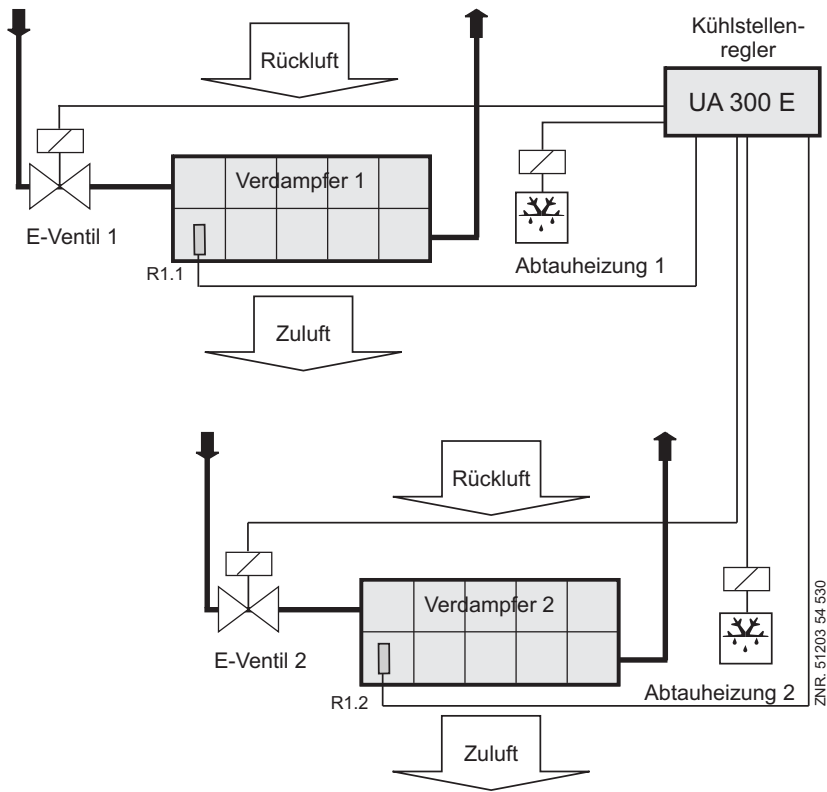 Kühlstellen-
regler
UA 300 E
Rückluft
Verdampfer 1
E-Ventil 1
R1.1
Abtauheizung 1
Zuluft
Rückluft
Verdampfer 2
E-Ventil 2
R1.2
Abtauheizung 2
Zuluft
ZNR. 51203 54 530